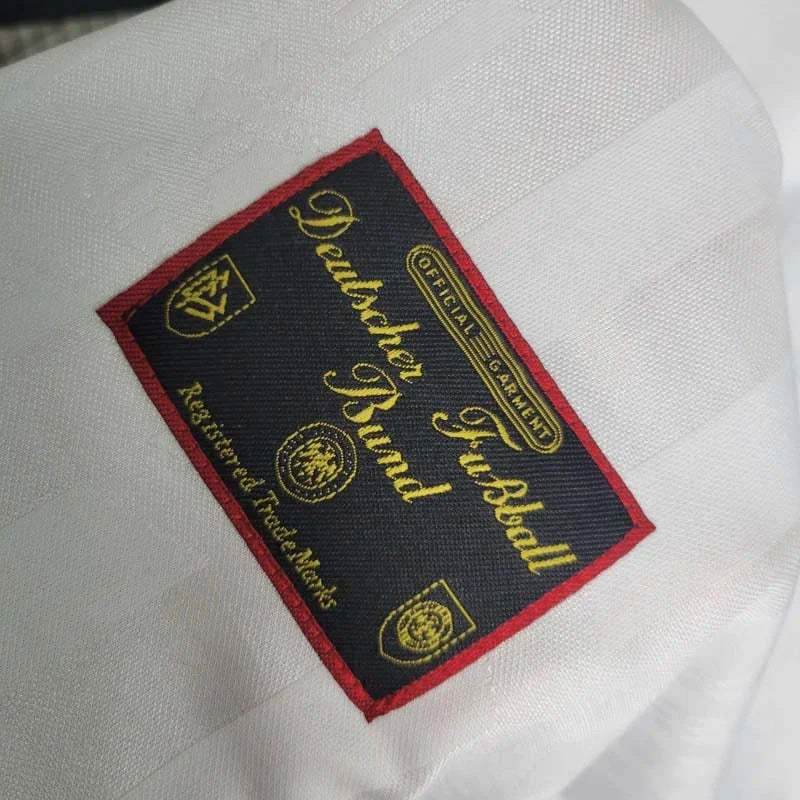 OFFICIAL GARMENT
Deutscher Fußball
Bund
Registered Trade Marks